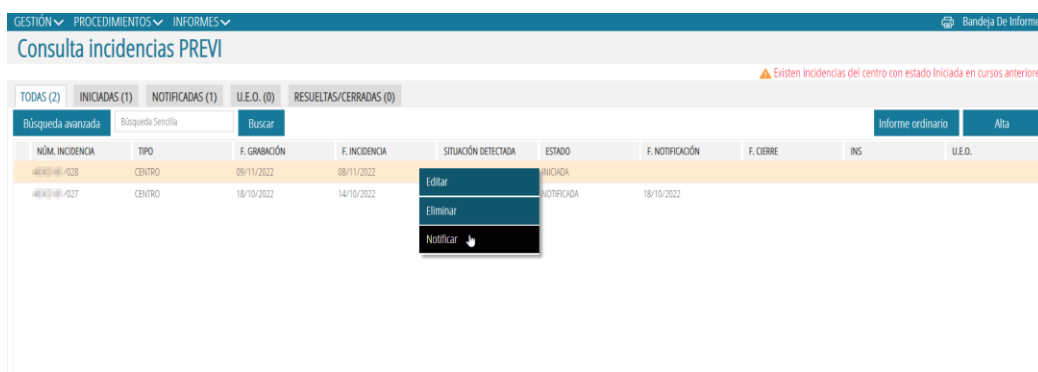 GESTIÓN PROCEDIMIENTOS INFORMES Bandeja De Informe
Consulta incidencias PREVI
Existen incidencias del centro con estado Iniciada en cursos anteriore
TODAS (2) INICIADAS (1) NOTIFICADAS (1) U.E.O. (0) RESUELTAS/CERRADAS (0)
Búsqueda avanzada Búsqueda Sencilla Buscar Informe ordinario Alta
NÚM. INCIDENCIA TIPO F. GRABACIÓN F. INCIDENCIA SITUACIÓN DETECTADA ESTADO F. NOTIFICACIÓN F. CIERRE INS U.E.O.
/028 CENTRO 09/11/2022 08/11/2022 INICIADA
Editar
/027 CENTRO 18/10/2022 14/10/2022 NOTIFICADA 18/10/2022
Eliminar
Notificar